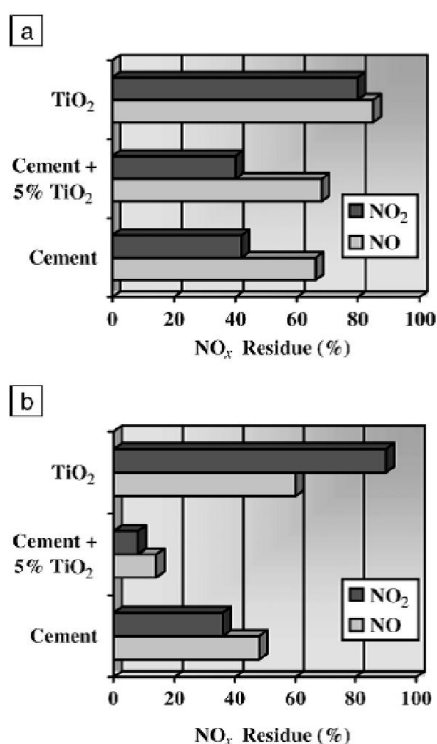 a
TiO₂
Cement +
5% TiO₂
Cement
NO₂
NO
0 20 40 60 80 100
NOₓ Residue (%)
b
TiO₂
Cement +
5% TiO₂
Cement
NO₂
NO
0 20 40 60 80 100
NOₓ Residue (%)